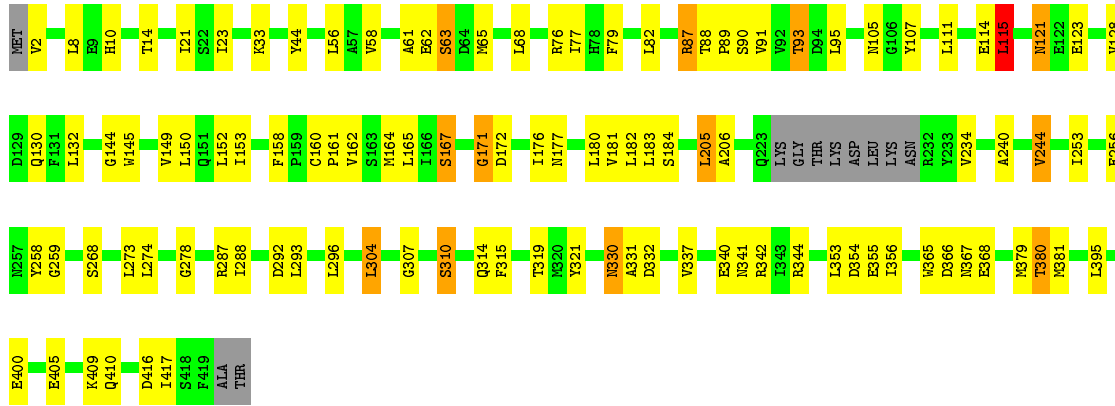 MET V2 L8 E9 H10 T14 I21 S22 I23 K33 Y44 L56 A57 V58 A61 E62 S63 D64 M65 L68 R76 I77 H78 F79 L82 R87 T88 P89 S90 V91 V92 T93 D94 L95 N105 G106 Y107 L111 E114 L115 N121 E122 E123
D129 Q130 F131 L132 G144 W145 V149 L150 Q151 L152 I153 F158 P159 C160 P161 V162 S163 M164 L165 I166 S167 G171 D172 I176 N177 L180 V181 L182 L183 S184 L205 A206 Q223 LYS GLY THR LYS ASP LEU LYS ASN R232 Y233 V234 A240 V244 I253
N257 Y258 G259 S268 L273 L274 G278 R287 I288 D292 L293 L296 I304 G307 S310 Q314 F315 T319 M320 Y321 N330 A331 D332 V337 E340 N341 R342 I343 R344 L353 D354 E355 L356 W365 D366 N367 E368 M379 T380 M381 L395
E400 E405 K409 Q410 D416 I417 S418 F419 ALA THR